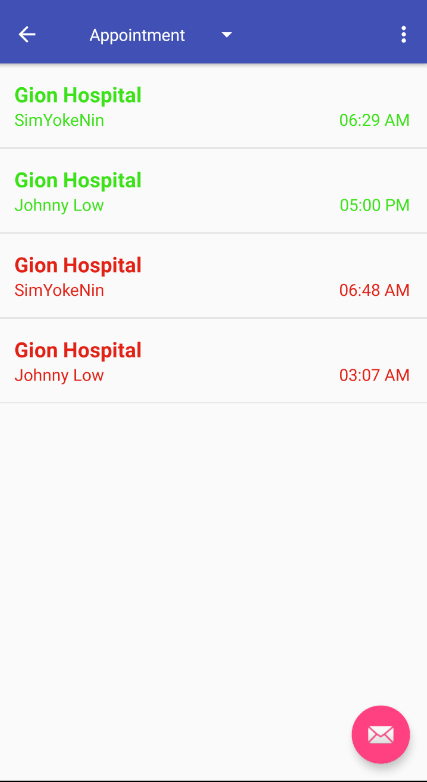 Appointment
Gion Hospital
SimYokeNin 06:29 AM
Gion Hospital
Johnny Low 05:00 PM
Gion Hospital
SimYokeNin 06:48 AM
Gion Hospital
Johnny Low 03:07 AM